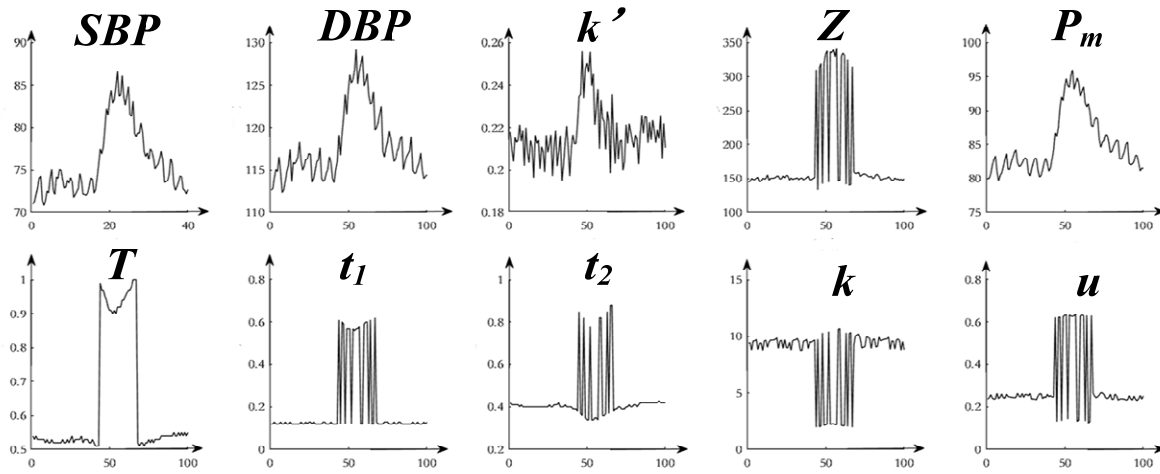 SBP DBP k’ Z Pm
90 130 0.26 350 100
85 125 0.24 300 95
80 120 0.22 250 90
75 115 0.2 200 85
70 110 0.18 150 80
100 75
0 20 40 0 50 100 0 50 100 0 50 100 0 50 100
T t1 t2 k u
1 0.8 1 15 0.8
0.9 0.6 0.8 10 0.6
0.8 0.4 0.6 5 0.4
0.7 0.2 0.4 0 0.2
0.6 0 0.2 0
0.5
0 50 100 0 50 100 0 50 100 0 50 100 0 50 100